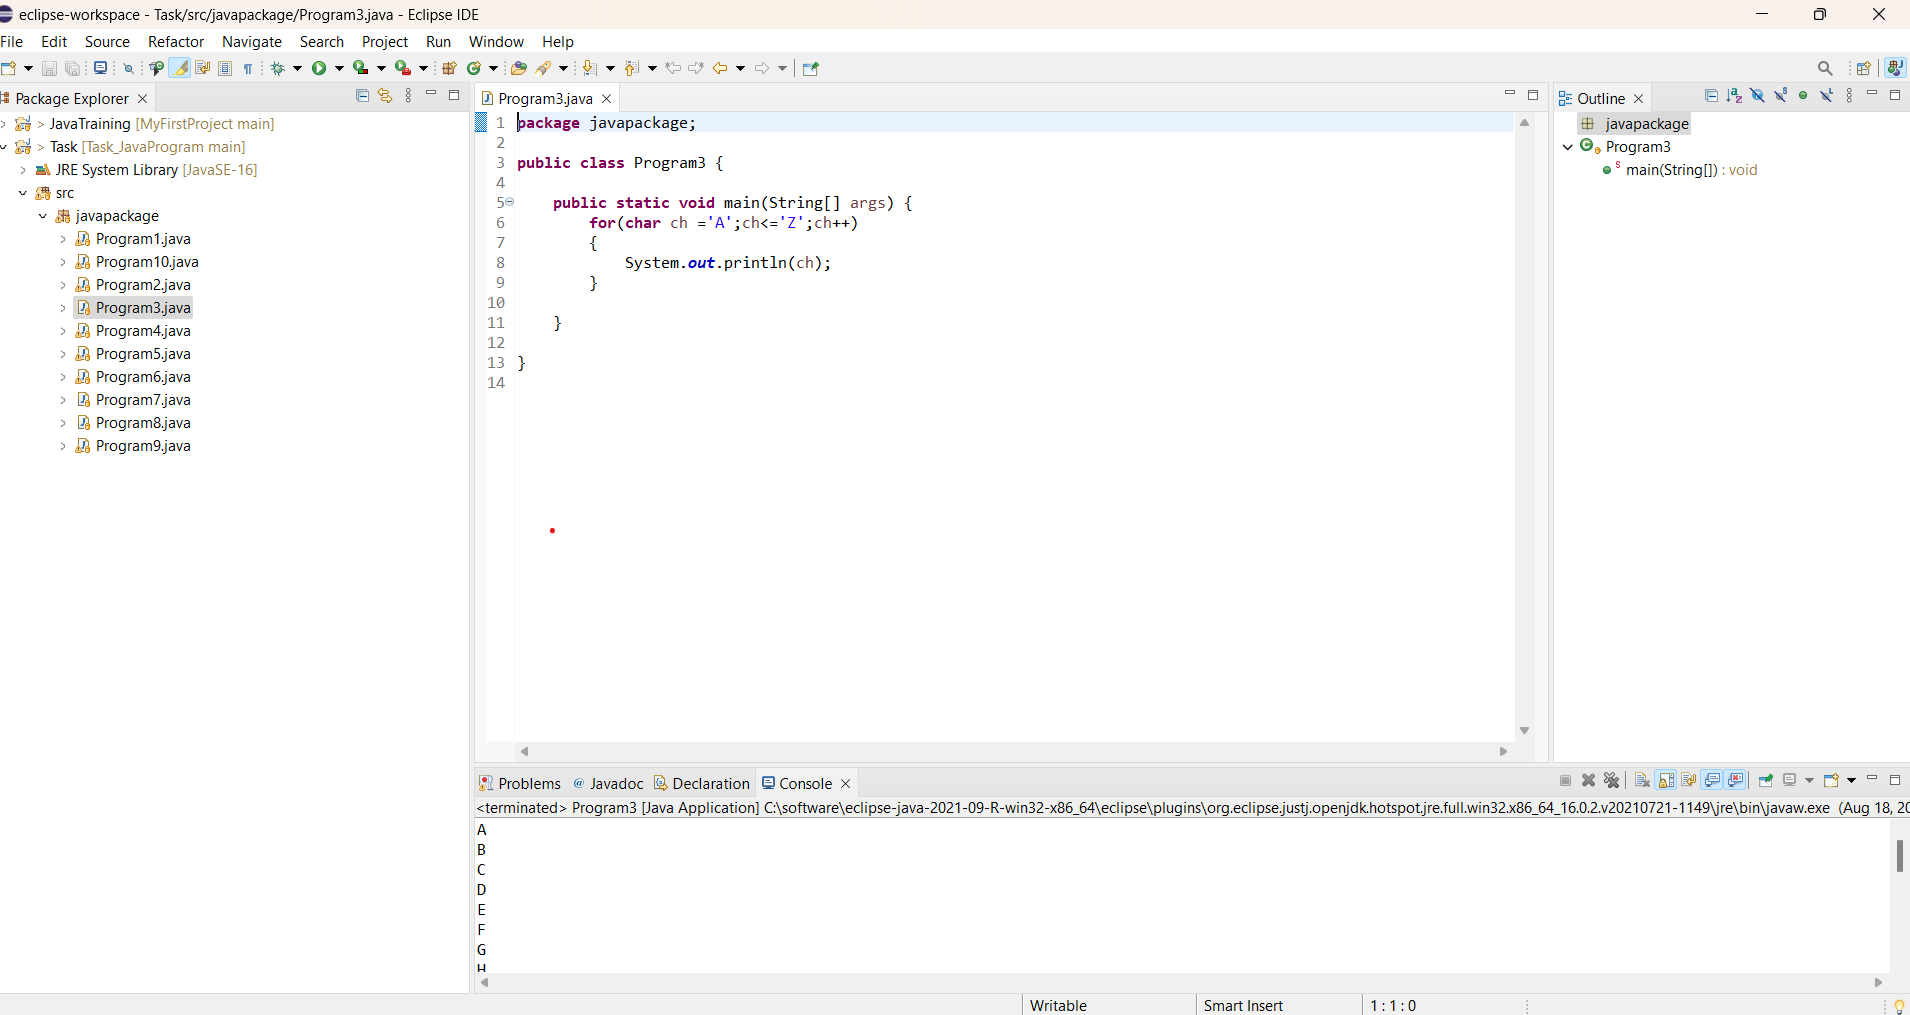 eclipse-workspace - Task/src/javapackage/Program3.java - Eclipse IDE
File Edit Source Refactor Navigate Search Project Run Window Help
Package Explorer
> JavaTraining [MyFirstProject main]
> Task [Task_JavaProgram main]
JRE System Library [JavaSE-16]
src
javapackage
Program1.java
Program10.java
Program2.java
Program3.java
Program4.java
Program5.java
Program6.java
Program7.java
Program8.java
Program9.java
Program3.java
1 package javapackage;
2
3 public class Program3 {
4
5 public static void main(String[] args) {
6 for(char ch ='A';ch<='Z';ch++)
7 {
8 System.out.println(ch);
9 }
10
11 }
12
13 }
14
Outline
javapackage
Program3
main(String[]) : void
Problems Javadoc Declaration Console
<terminated> Program3 [Java Application] C:\software\eclipse-java-2021-09-R-win32-x86_64\eclipse\plugins\org.eclipse.justj.openjdk.hotspot.jre.full.win32.x86_64_16.0.2.v20210721-1149\jre\bin\javaw.exe (Aug 18, 20
A
B
C
D
E
F
G
H
Writable Smart Insert 1 : 1 : 0